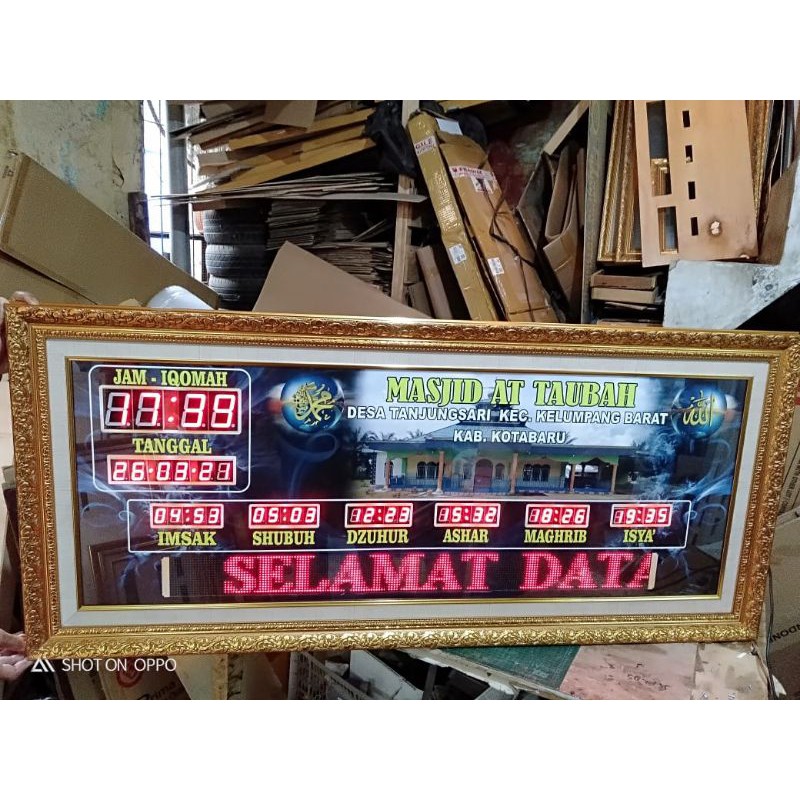 JAM - IQOMAH
TANGGAL
26:03:21
MASJID AT TAUBAH
DESA TANJUNGSARI KEC. KELUMPANG BARAT
KAB. KOTABARU
محمد
الله
04:53 05:03 12:23 15:32 18:26 19:35
IMSAK SHUBUH DZUHUR ASHAR MAGHRIB ISYA'
SELAMAT DATA
SHOT ON OPPO